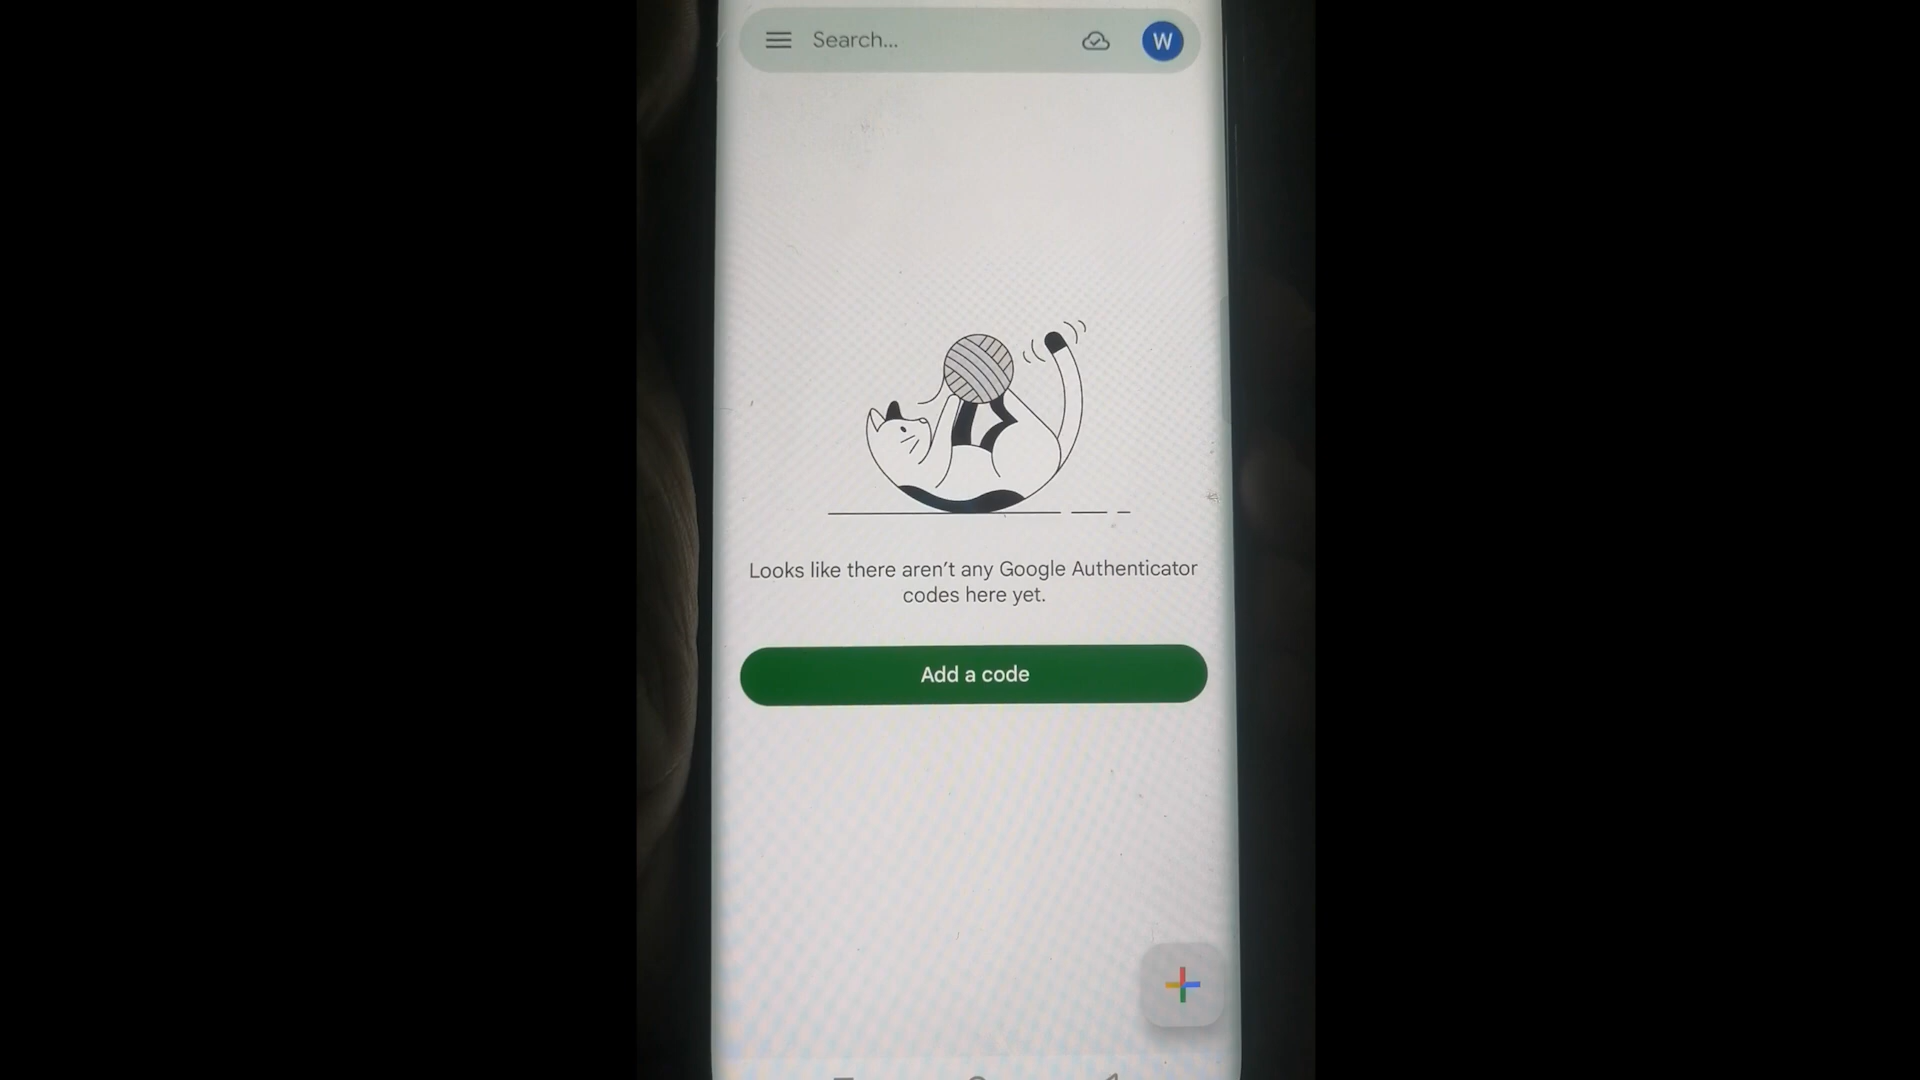 Search...
W
Looks like there aren't any Google Authenticator
codes here yet.
Add a code